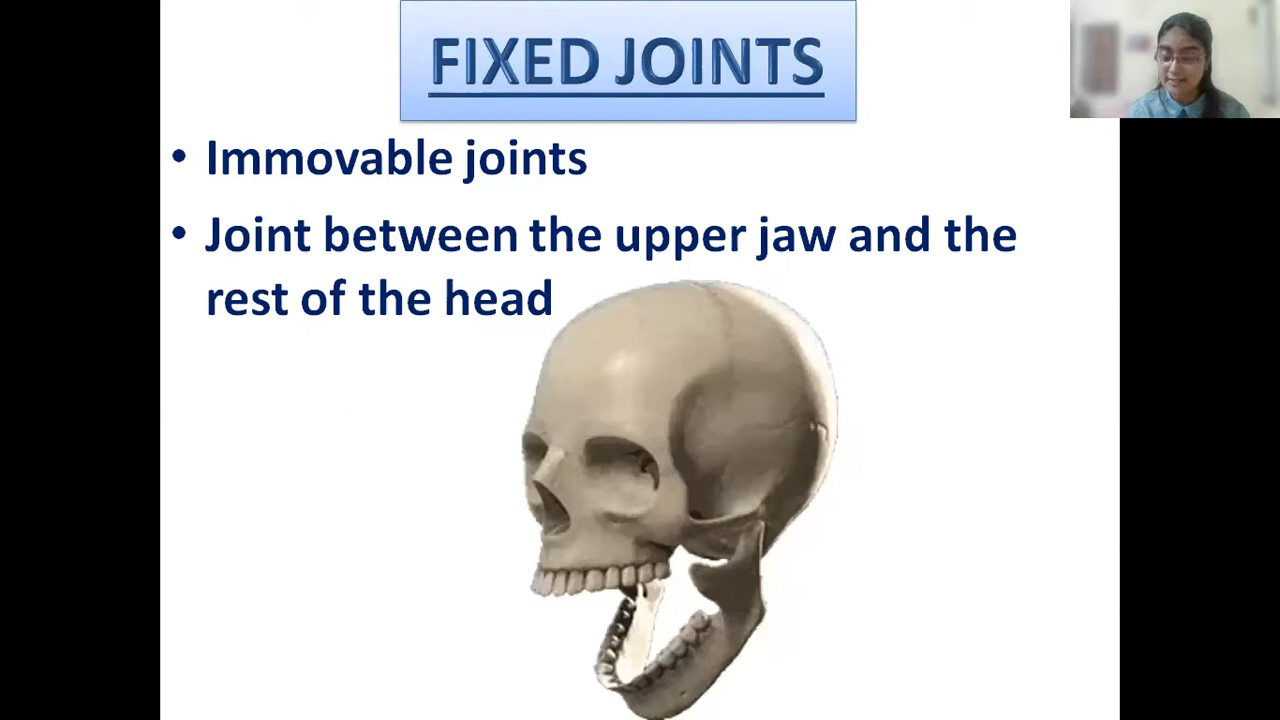 FIXED JOINTS
• Immovable joints
• Joint between the upper jaw and the
rest of the head